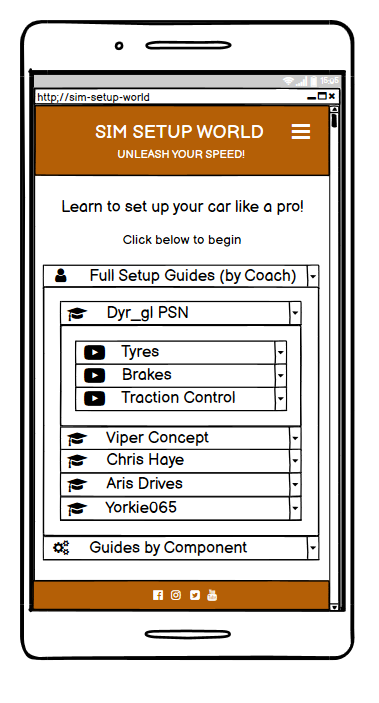 15:05
http;//sim-setup-world
SIM SETUP WORLD
UNLEASH YOUR SPEED!
Learn to set up your car like a pro!
Click below to begin
Full Setup Guides (by Coach)
Dyr_gl PSN
Tyres
Brakes
Traction Control
Viper Concept
Chris Haye
Aris Drives
Yorkie065
Guides by Component